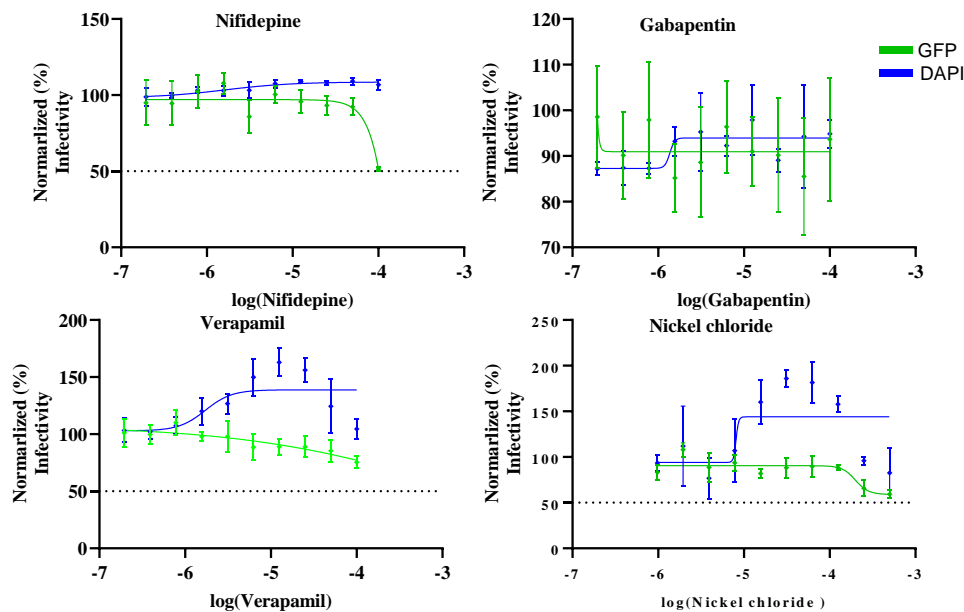 Nifidepine
150
100
50
0
Normarlized (%)
Infectivity
-7 -6 -5 -4 -3
log(Nifidepine)
Gabapentin
120
110
100
90
80
70
Normarlized (%)
Infectivity
-7 -6 -5 -4 -3
log(Gabapentin)
GFP
DAPI
Verapamil
200
150
100
50
0
Normarlized (%)
Infectivity
-7 -6 -5 -4 -3
log(Verapamil)
Nickel chloride
250
200
150
100
50
0
Normarlized (%)
Infectivity
-7 -6 -5 -4 -3
log(Nickel chloride )